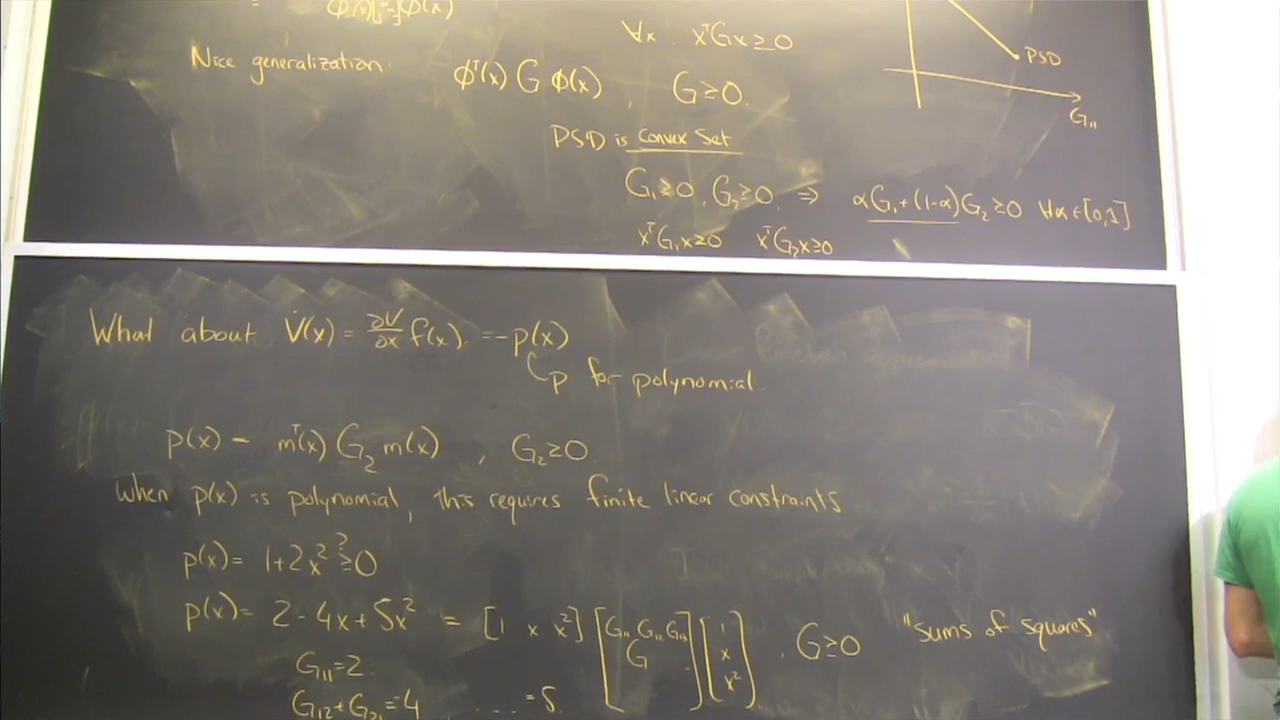 = Φᵀ(x)[ ]Φ(x)
∀x xᵀGx ≥ 0
Nice generalization. Φᵀ(x) G Φ(x), G ≥ 0.
PSD
G₁₁
PSD is Convex Set
G₁ ≥ 0, G₂ ≥ 0 ⇒ αG₁ + (1-α)G₂ ≥ 0 ∀α ∈ [0,1]
xᵀG₁x ≥ 0 xᵀG₂x ≥ 0
What about V̇(x) = ∂V/∂x f(x). = -p(x)
p for polynomial.
p(x) = mᵀ(x) G₂ m(x) , G₂ ≥ 0
When p(x) is polynomial, this requires finite linear constraints
p(x) = 1+2x² ≥? 0
p(x) = 2 - 4x + 5x² = [1 x x²] [G₁₁ G₁₂ G₁₃ G] [1 x x²] , G ≥ 0 "sums of squares".
G₁₁=2
G₁₂+G₂₁=4 .... =5.